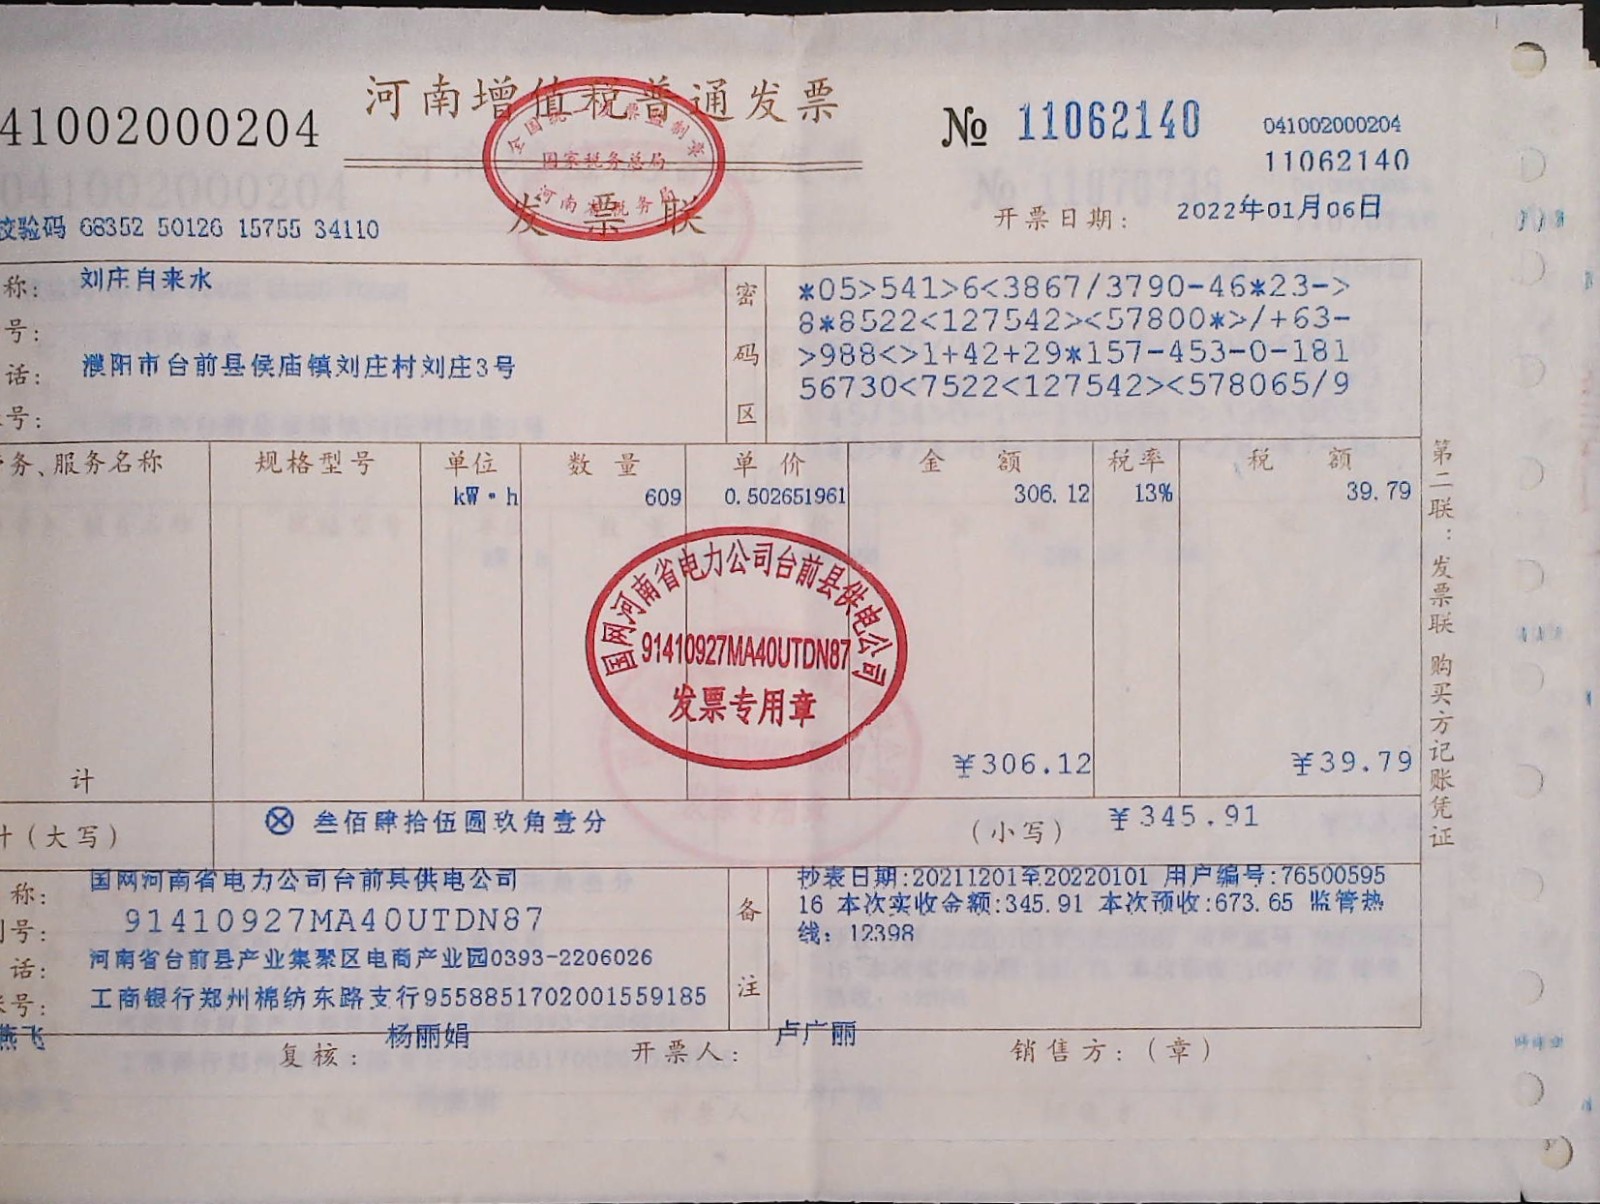 河南增值税普通发票
41002000204
№ 11062140
041002000204
11062140
全国统一发票监制章
国家税务总局
河南省税务局
发票联
开票日期: 2022年01月06日
校验码 68352 50126 15755 34110
称: 刘庄自来水
号:
话: 濮阳市台前县侯庙镇刘庄村刘庄3号
号:
密码区
*05>541>6<3867/3790-46*23->
8*8522<127542><57800*>/+63-
>988<>1+42+29*157-453-0-181
56730<7522<127542><578065/9
务、服务名称 规格型号 单位 数量 单价 金额 税率 税额
kW·h 609 0.502651961 306.12 13% 39.79
国网河南省电力公司台前县供电公司
91410927MA40UTDN87
发票专用章
计 ¥306.12 ¥39.79
计(大写) ⊗ 叁佰肆拾伍圆玖角壹分 (小写) ¥345.91
称: 国网河南省电力公司台前县供电公司
别号: 91410927MA40UTDN87
话: 河南省台前县产业集聚区电商产业园0393-2206026
账号: 工商银行郑州棉纺东路支行9558851702001559185
备注
抄表日期:20211201至20220101 用户编号:76500595
16 本次实收金额:345.91 本次预收:673.65 监管热
线: 12398
燕飞 复核: 杨丽娟 开票人: 卢广丽 销售方:(章)
第二联:发票联 购买方记账凭证